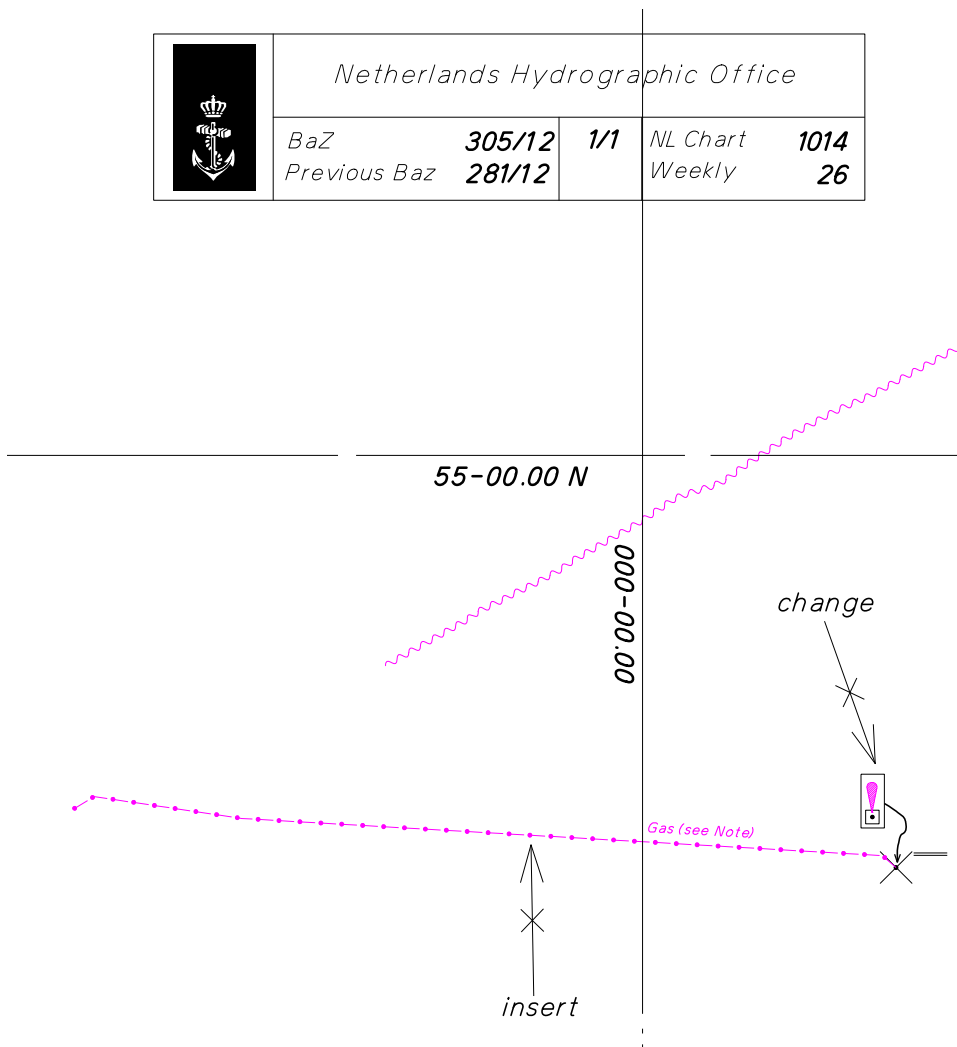 Netherlands Hydrographic Office
BaZ 305/12 1/1 NL Chart 1014
Previous Baz 281/12 Weekly 26
55-00.00 N
000-00.00
change
Gas (see Note)
insert